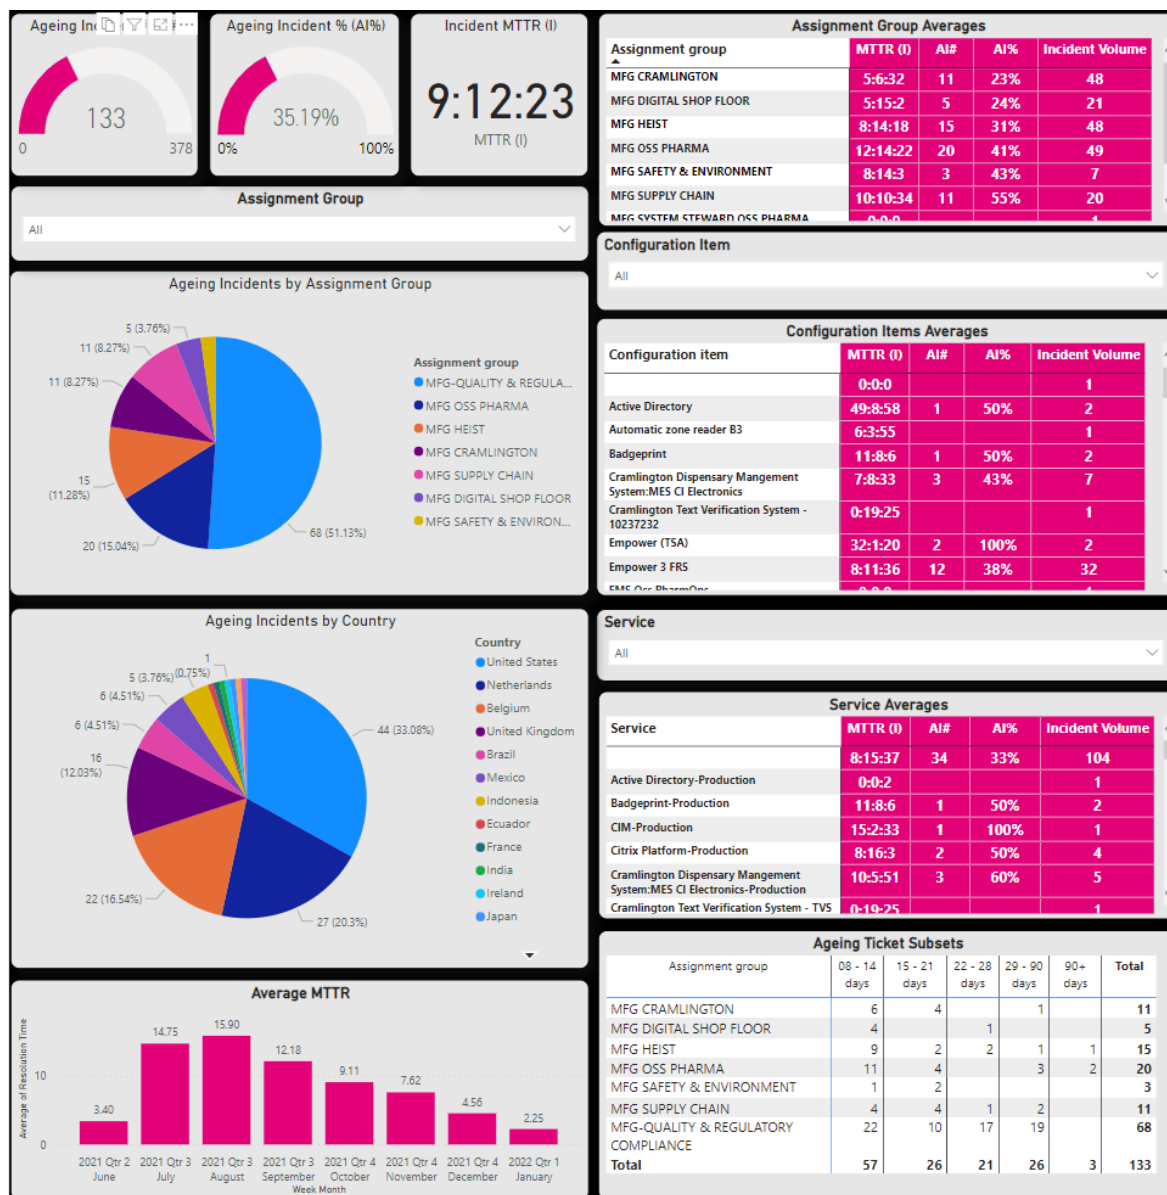 Ageing Inc
133
0
378
Ageing Incident % (AI%)
35.19%
0%
100%
Incident MTTR (I)
9:12:23
MTTR (I)
Assignment Group
All
Ageing Incidents by Assignment Group
5 (3.76%)
11 (8.27%)
11 (8.27%)
15
(11.28%)
20 (15.04%)
68 (51.13%)
Assignment group
MFG-QUALITY & REGULA...
MFG OSS PHARMA
MFG HEIST
MFG CRAMLINGTON
MFG SUPPLY CHAIN
MFG DIGITAL SHOP FLOOR
MFG SAFETY & ENVIRON...
Ageing Incidents by Country
1
(0.75%)
5 (3.76%)
6 (4.51%)
6 (4.51%)
16
(12.03%)
22 (16.54%)
27 (20.3%)
44 (33.08%)
Country
United States
Netherlands
Belgium
United Kingdom
Brazil
Mexico
Indonesia
Ecuador
France
India
Ireland
Japan
Average MTTR
Average of Resolution Time
10
0
3.40
14.75
15.90
12.18
9.11
7.62
4.56
2.25
2021 Qtr 2 2021 Qtr 3 2021 Qtr 3 2021 Qtr 3 2021 Qtr 4 2021 Qtr 4 2021 Qtr 4 2022 Qtr 1
June July August September October November December January
Week Month
Assignment Group Averages
Assignment group MTTR (I) AI# AI% Incident Volume
MFG CRAMLINGTON 5:6:32 11 23% 48
MFG DIGITAL SHOP FLOOR 5:15:2 5 24% 21
MFG HEIST 8:14:18 15 31% 48
MFG OSS PHARMA 12:14:22 20 41% 49
MFG SAFETY & ENVIRONMENT 8:14:3 3 43% 7
MFG SUPPLY CHAIN 10:10:34 11 55% 20
MFG SYSTEM STEWARD OSS PHARMA 0:0:0 1
Configuration Item
All
Configuration Items Averages
Configuration item MTTR (I) AI# AI% Incident Volume
0:0:0 1
Active Directory 49:8:58 1 50% 2
Automatic zone reader B3 6:3:55 1
Badgeprint 11:8:6 1 50% 2
Cramlington Dispensary Mangement
System:MES CI Electronics 7:8:33 3 43% 7
Cramlington Text Verification System -
10237232 0:19:25 1
Empower (TSA) 32:1:20 2 100% 2
Empower 3 FR5 8:11:36 12 38% 32
Service
All
Service Averages
Service MTTR (I) AI# AI% Incident Volume
8:15:37 34 33% 104
Active Directory-Production 0:0:2 1
Badgeprint-Production 11:8:6 1 50% 2
CIM-Production 15:2:33 1 100% 1
Citrix Platform-Production 8:16:3 2 50% 4
Cramlington Dispensary Mangement
System:MES CI Electronics-Production 10:5:51 3 60% 5
Cramlington Text Verification System - TV5 0:19:25 1
Ageing Ticket Subsets
Assignment group 08 - 14 days 15 - 21 days 22 - 28 days 29 - 90 days 90+ days Total
MFG CRAMLINGTON 6 4 1 11
MFG DIGITAL SHOP FLOOR 4 1 5
MFG HEIST 9 2 2 1 1 15
MFG OSS PHARMA 11 4 3 2 20
MFG SAFETY & ENVIRONMENT 1 2 3
MFG SUPPLY CHAIN 4 4 1 2 11
MFG-QUALITY & REGULATORY 22 10 17 19 68
COMPLIANCE
Total 57 26 21 26 3 133